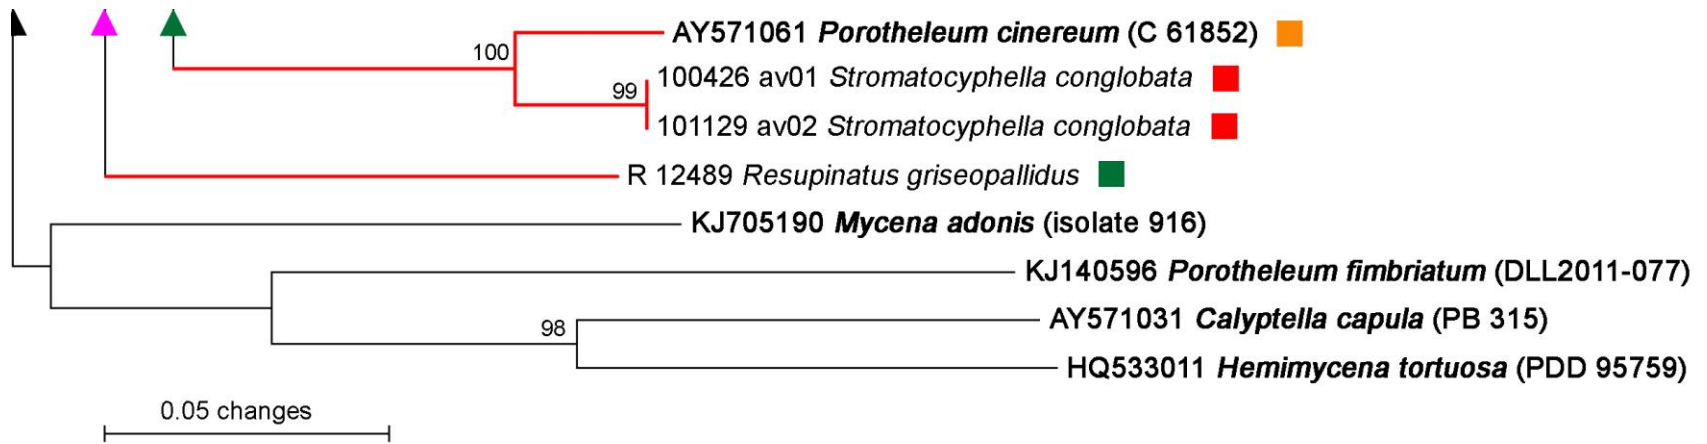 AY571061 Porotheleum cinereum (C 61852)
100
100426 av01 Stromatocyphella conglobata
99
101129 av02 Stromatocyphella conglobata
R 12489 Resupinatus griseopallidus
KJ705190 Mycena adonis (isolate 916)
KJ140596 Porotheleum fimbriatum (DLL2011-077)
AY571031 Calyptella capula (PB 315)
98
HQ533011 Hemimycena tortuosa (PDD 95759)
0.05 changes